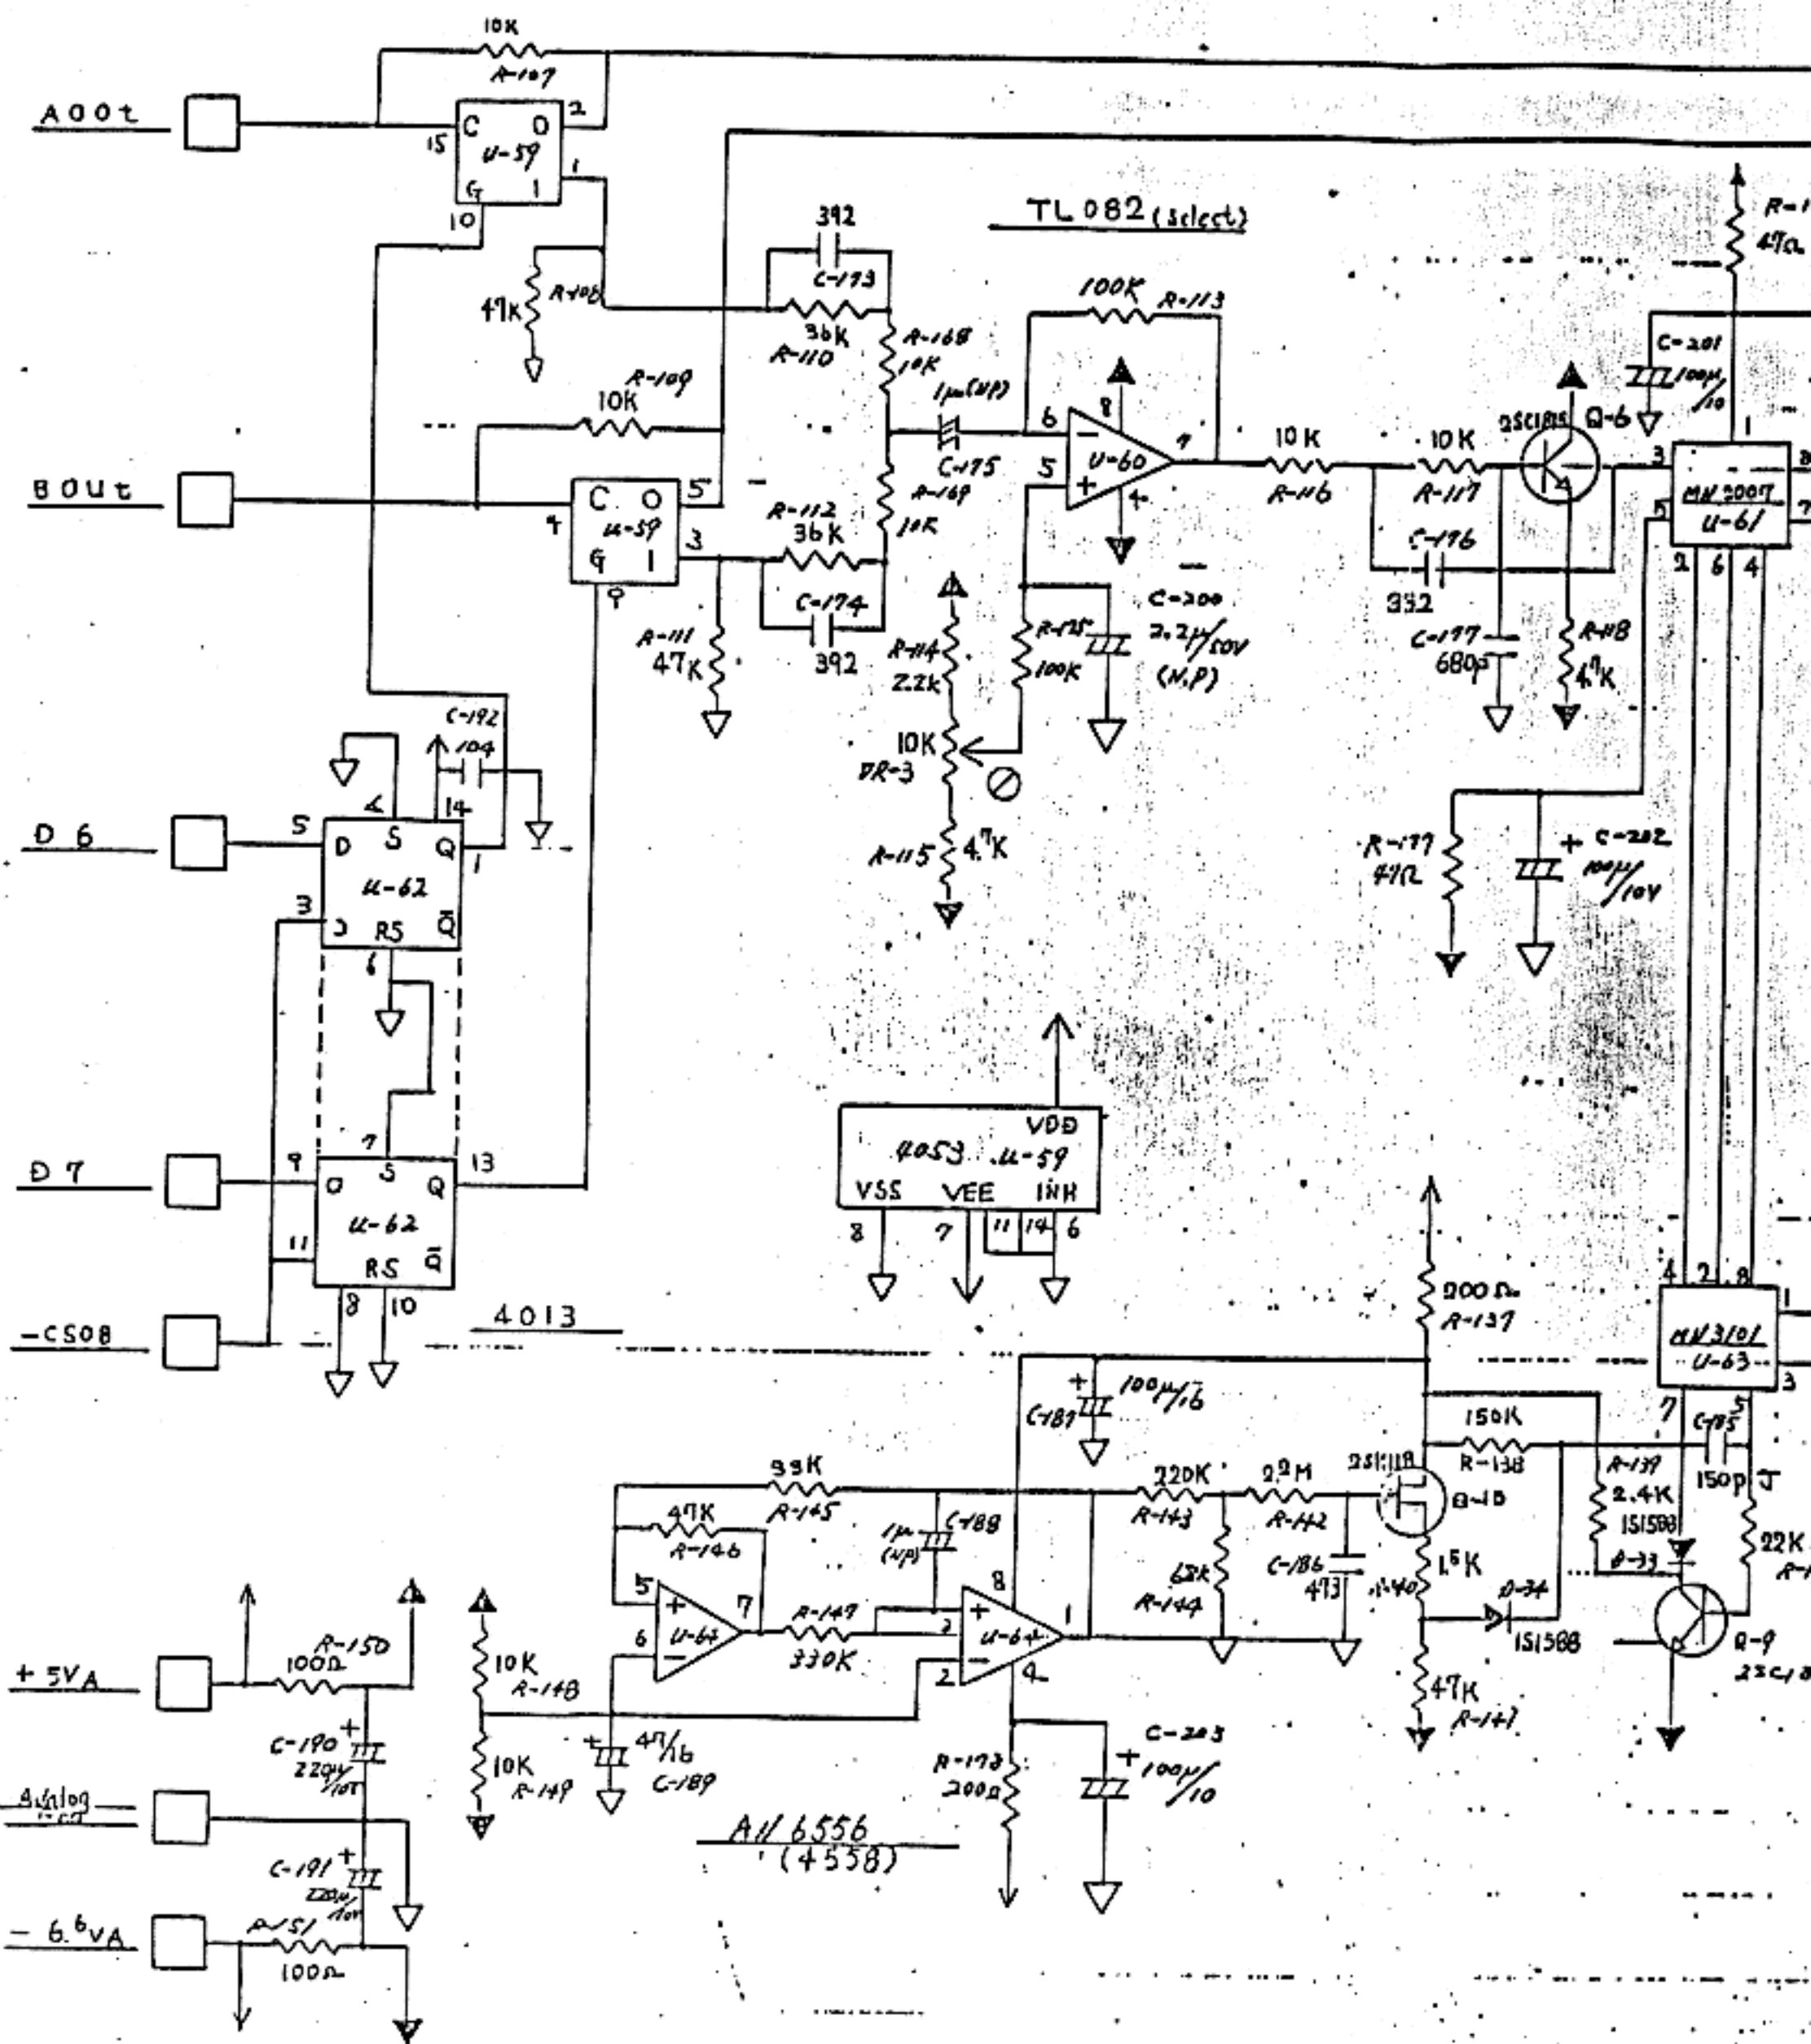 10K
R-107
A OUt
C O
U-59
G I
15
2
1
10
47K
R-108
392
C-173
36K
R-110
R-168
10K
TL082 (select)
100K
R-113
1μ(NP)
C-175
6
5
8
7
4
U-60
R-109
10K
B OUt
C O
U-59
G I
4
5
3
9
R-112
36K
C-174
392
R-169
10K
R-111
47K
R-114
2.2K
10K
VR-3
R-115
4.7K
R-125
100K
C-200
2.2μ/50V
(N.P)
10K
R-116
10K
R-117
2SC1815
Q-6
C-176
332
C-177
680P
R-118
4.7K
47Ω
C-201
100μ/10
1
3
5
8
7
MN3007
U-61
2 6 4
R-177
47Ω
+ C-202
100μ/10V
C-192
104
D 6
5
14
D S Q
1
U-62
3
RS Q̄
6
D 7
9
7
13
D S Q
U-62
11
RS Q̄
8
10
-CS08
4013
VDD
4053 U-59
VSS VEE INH
8 7 11 14 6
200Ω
R-137
4 2 8
MN3101
U-63
1
3
7
5
C-185
150P J
150K
R-138
R-139
2.4K
1S1588
D-33
22K
Q-9
+ 100μ/16
C-187
33K
R-145
47K
R-146
1μ
(NP)
C-188
220K
R-143
2.2M
R-142
2SK118
Q-10
68K
R-144
C-186
473
1.5K
D-34
1S1588
47K
R-141
5
6
7
U-64
R-147
330K
8
3
2
1
4
U-64
10K
R-148
10K
R-149
+ 47/16
C-189
R-178
200Ω
C-203
+ 100μ/10
AN6556
(4558)
+5VA
R-150
100Ω
C-190
+
220μ/10V
Analog
C-191
+
220μ/10V
-6.6VA
R-151
100Ω